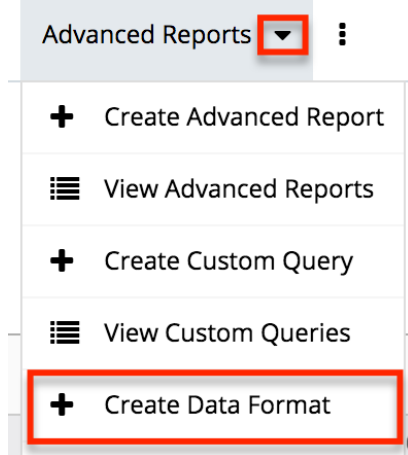 Advanced Reports
Create Advanced Report
View Advanced Reports
Create Custom Query
View Custom Queries
Create Data Format